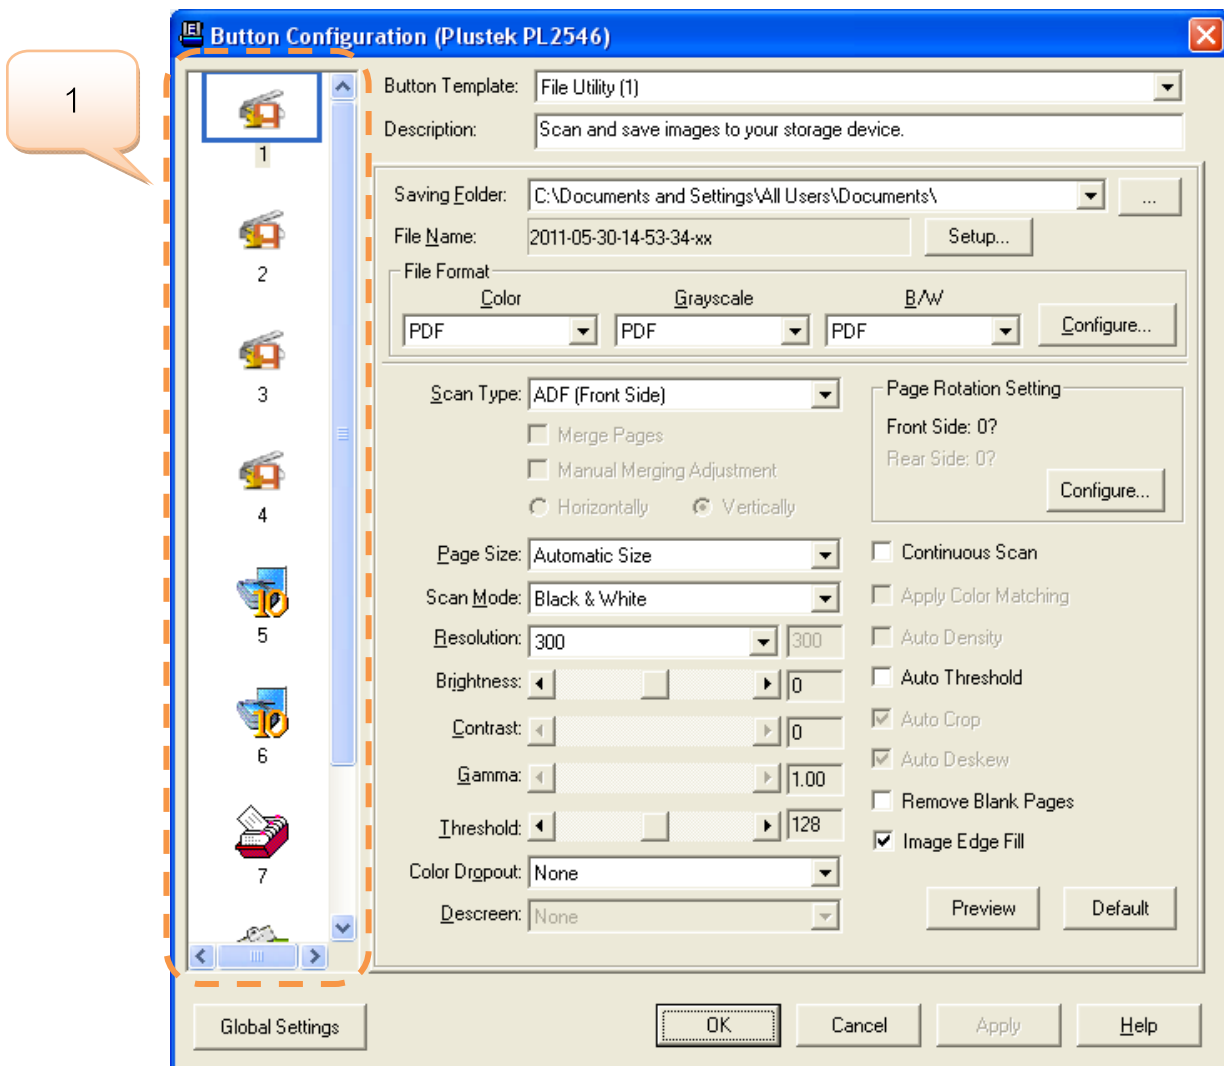 Button Configuration (Plustek PL2546)
1
1
2
3
4
5
6
7
Button Template: File Utility (1)
Description: Scan and save images to your storage device.
Saving Folder: C:\Documents and Settings\All Users\Documents\ ...
File Name: 2011-05-30-14-53-34-xx Setup...
File Format
Color Grayscale B/W
PDF PDF PDF Configure...
Scan Type: ADF (Front Side)
Merge Pages
Manual Merging Adjustment
Horizontally Vertically
Page Rotation Setting
Front Side: 0?
Rear Side: 0?
Configure...
Page Size: Automatic Size
Scan Mode: Black & White
Resolution: 300 300
Brightness: 0
Contrast: 0
Gamma: 1.00
Threshold: 128
Color Dropout: None
Descreen: None
Continuous Scan
Apply Color Matching
Auto Density
Auto Threshold
Auto Crop
Auto Deskew
Remove Blank Pages
Image Edge Fill
Preview Default
Global Settings OK Cancel Apply Help